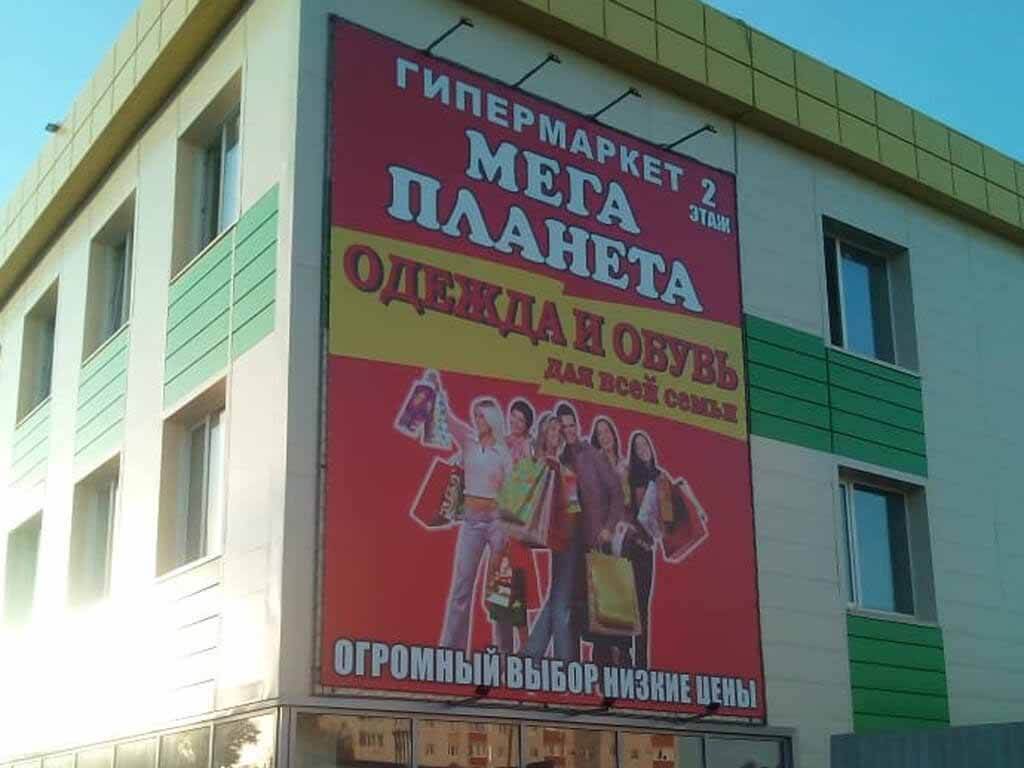 ГИПЕРМАРКЕТ 2
ЭТАЖ
МЕГА
ПЛАНЕТА
ОДЕЖДА И ОБУВЬ
для всей семьи
ОГРОМНЫЙ ВЫБОР НИЗКИЕ ЦЕНЫ